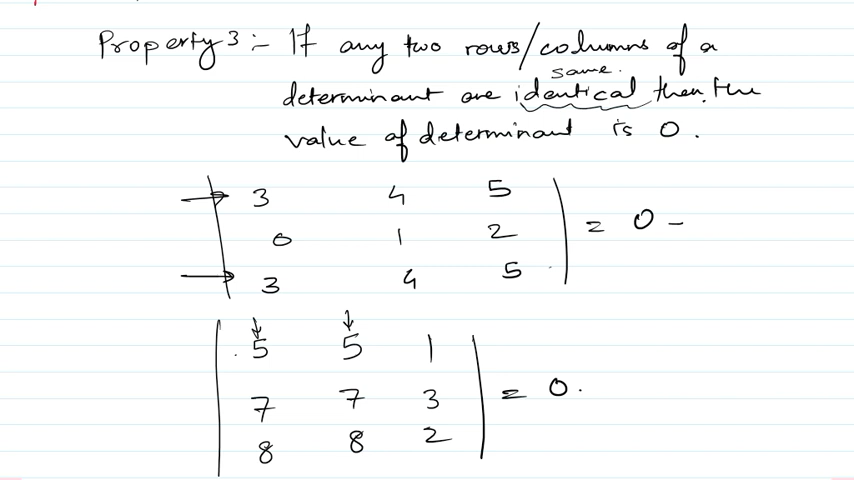 Property 3 :- If any two rows/columns of a
same.
determinant are identical then the
value of determinant is 0.
3 4 5
0 1 2 = 0 -
3 4 5
5 5 1
7 7 3 = 0.
8 8 2